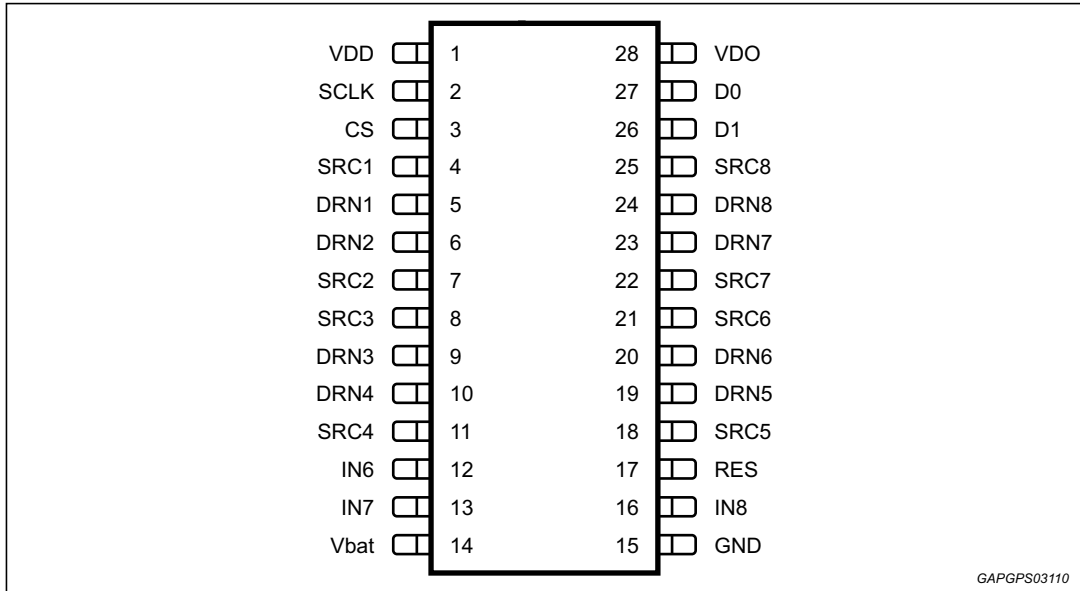 VDD 1 28 VDO
SCLK 2 27 D0
CS 3 26 D1
SRC1 4 25 SRC8
DRN1 5 24 DRN8
DRN2 6 23 DRN7
SRC2 7 22 SRC7
SRC3 8 21 SRC6
DRN3 9 20 DRN6
DRN4 10 19 DRN5
SRC4 11 18 SRC5
IN6 12 17 RES
IN7 13 16 IN8
Vbat 14 15 GND
GAPGPS03110